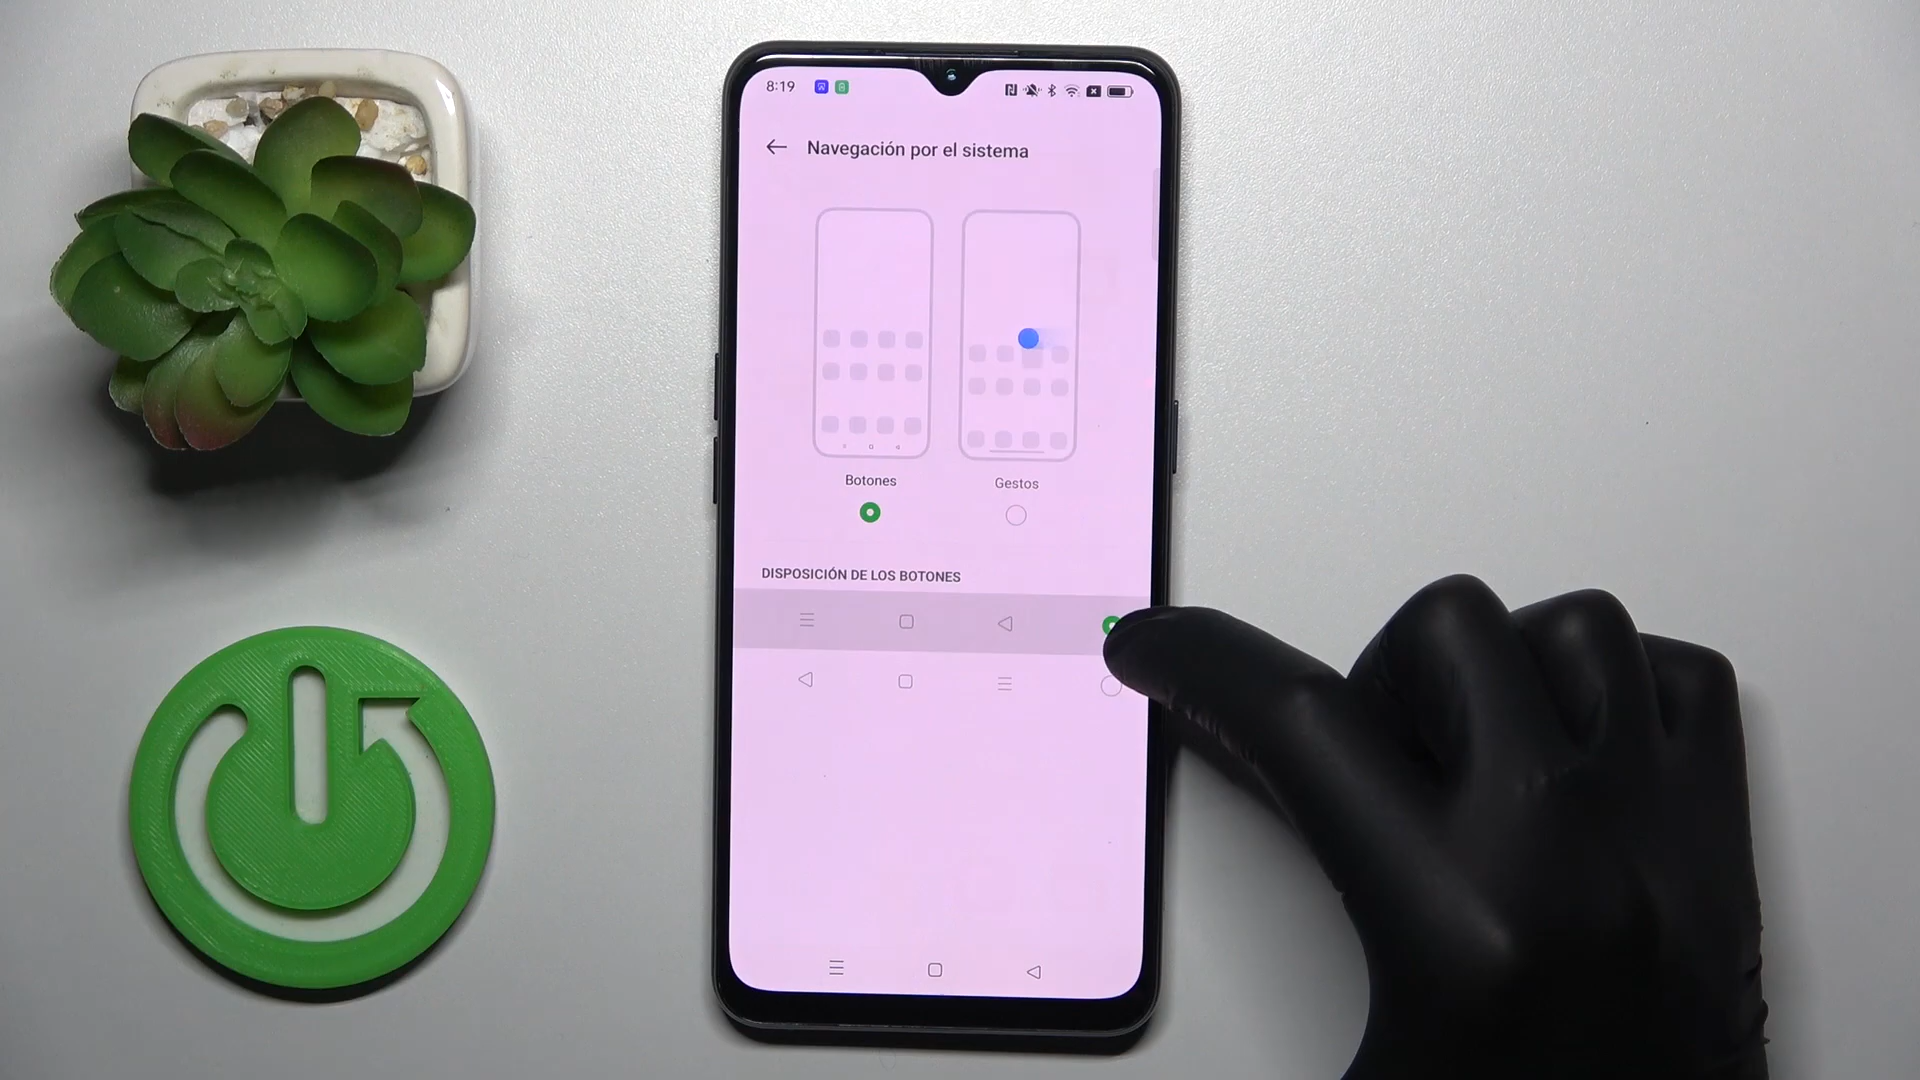 8:19
Navegación por el sistema
Botones
Gestos
DISPOSICIÓN DE LOS BOTONES